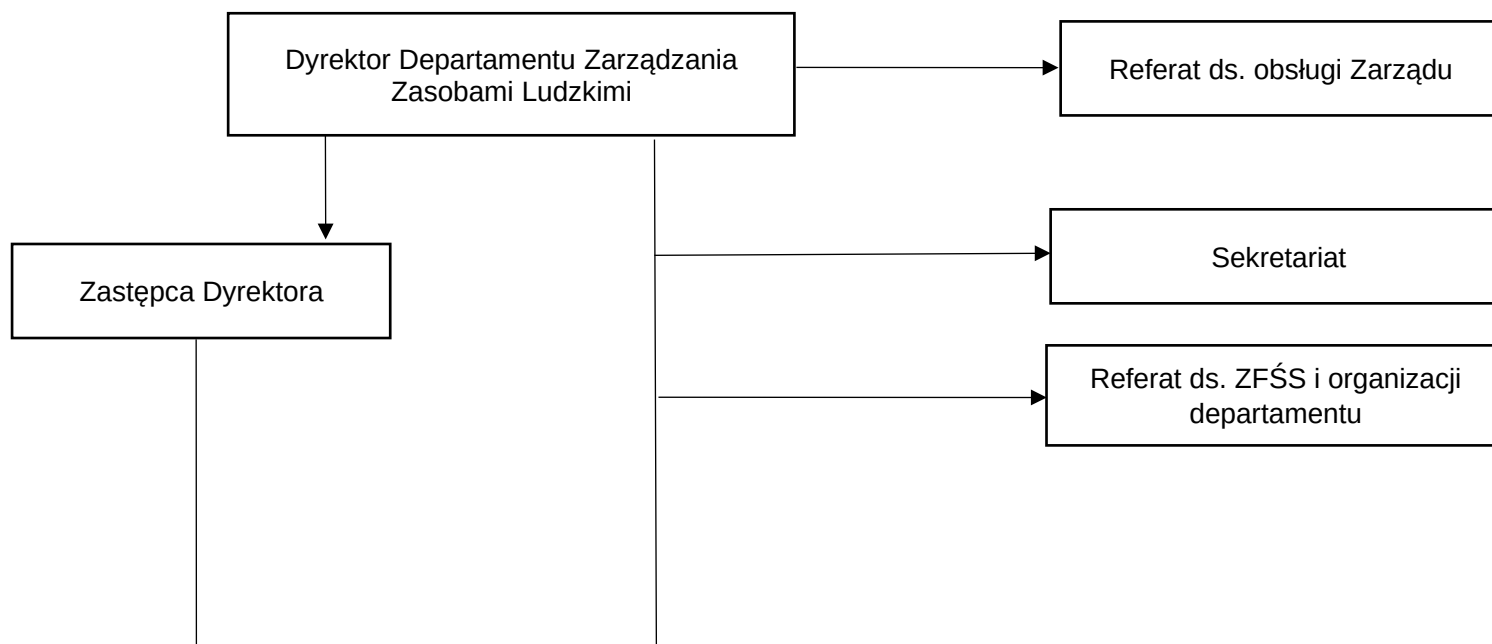 Dyrektor Departamentu Zarządzania
Zasobami Ludzkimi
Referat ds. obsługi Zarządu
Sekretariat
Zastępca Dyrektora
Referat ds. ZFŚS i organizacji
departamentu